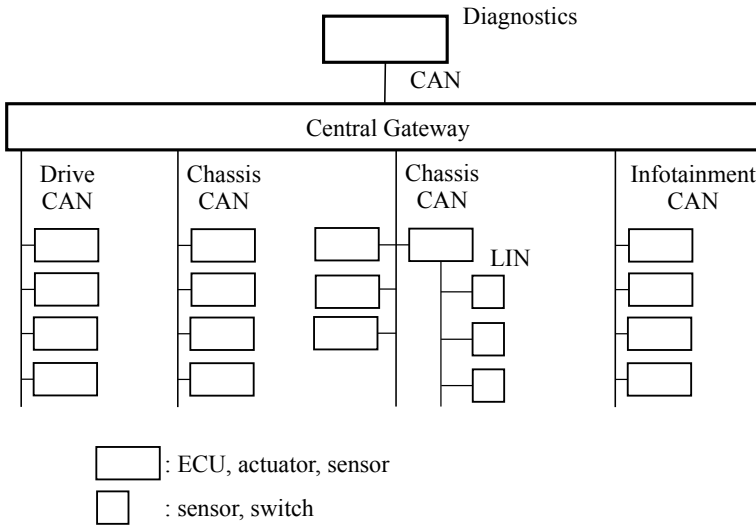 Diagnostics
CAN
Central Gateway
Drive
CAN
Chassis
CAN
Chassis
CAN
Infotainment
CAN
LIN
: ECU, actuator, sensor
: sensor, switch